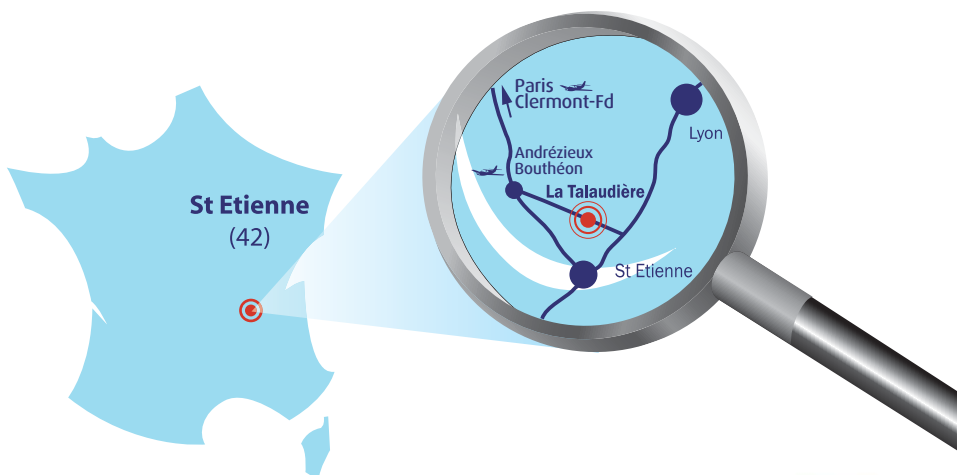 St Etienne
(42)
Paris
Clermont-Fd
Lyon
Andrézieux
Bouthéon
La Talaudière
St Etienne